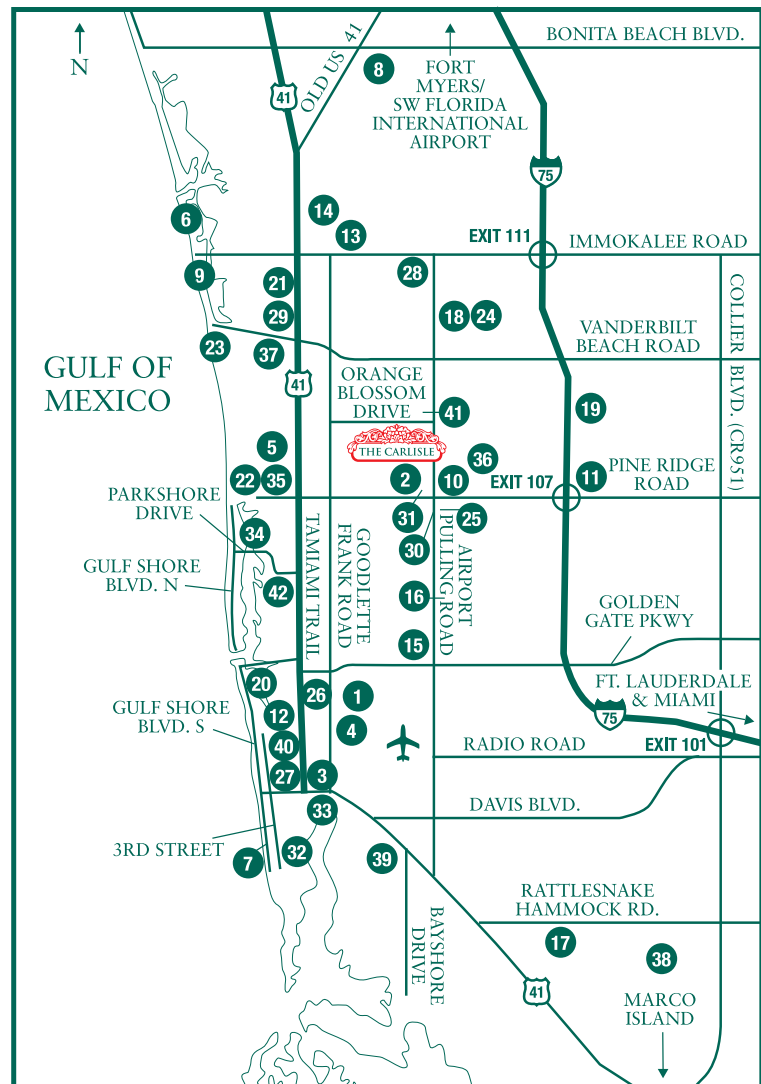 BONITA BEACH BLVD.
N
OLD US 41
41
8
FORT
MYERS/
SW FLORIDA
INTERNATIONAL
AIRPORT
75
6
14
13
EXIT 111
IMMOKALEE ROAD
9
21
28
29
18
24
COLLIER BLVD. (CR951)
VANDERBILT
BEACH ROAD
23
37
GULF OF
MEXICO
41
ORANGE
BLOSSOM
DRIVE
41
19
THE CARLISLE
5
36
22
35
2
10
EXIT 107
11
PINE RIDGE
ROAD
PARKSHORE
DRIVE
31
25
34
30
TAMIAMI TRAIL
GOODLETTE
FRANK ROAD
AIRPORT
PULLING ROAD
GULF SHORE
BLVD. N
42
16
GOLDEN
GATE PKWY
15
20
26
1
FT. LAUDERDALE
& MIAMI
GULF SHORE
BLVD. S
12
4
75
40
RADIO ROAD
EXIT 101
27
3
33
DAVIS BLVD.
3RD STREET
7
32
39
RATTLESNAKE
HAMMOCK RD.
BAYSHORE
DRIVE
17
38
41
MARCO
ISLAND